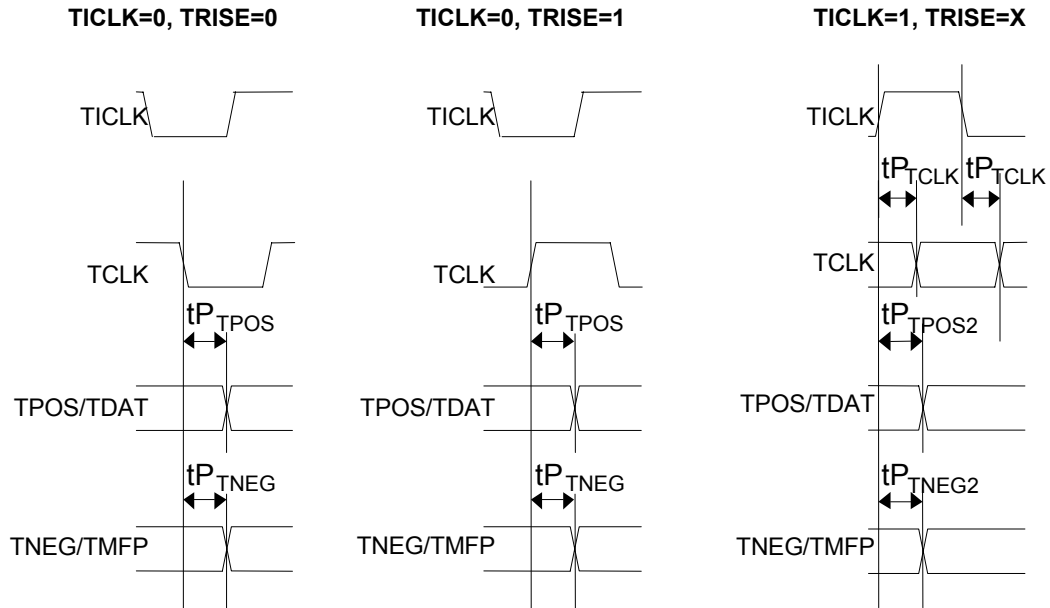 TICLK=0, TRISE=0
TICLK
TCLK
tPTPOS
TPOS/TDAT
tPTNEG
TNEG/TMFP
TICLK=0, TRISE=1
TICLK
TCLK
tPTPOS
TPOS/TDAT
tPTNEG
TNEG/TMFP
TICLK=1, TRISE=X
TICLK
tPTCLK tPTCLK
TCLK
tPTPOS2
TPOS/TDAT
tPTNEG2
TNEG/TMFP